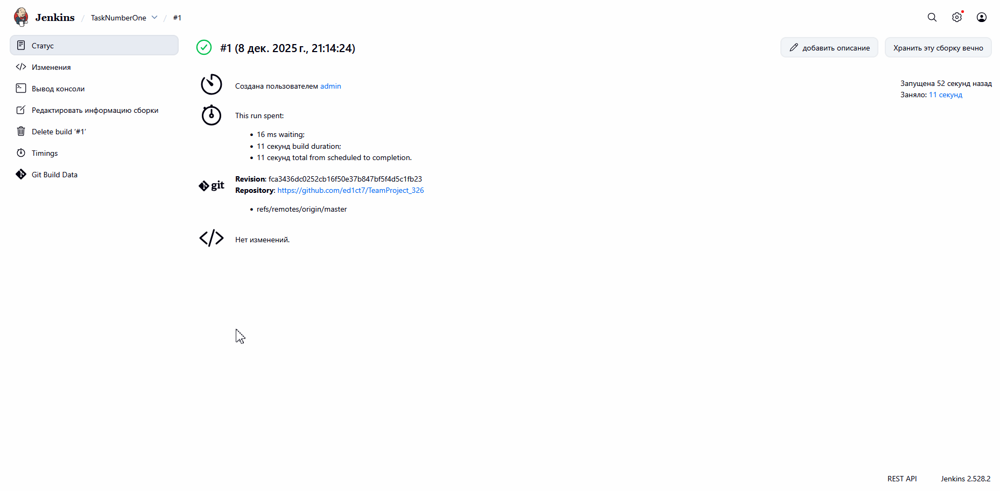 Jenkins / TaskNumberOne / #1
Статус
Изменения
Вывод консоли
Редактировать информацию сборки
Delete build ‘#1’
Timings
Git Build Data
#1 (8 дек. 2025 г., 21:14:24)
добавить описание
Хранить эту сборку вечно
Создана пользователем admin
Запущена 52 секунд назад
Заняло: 11 секунд
This run spent:
• 16 ms waiting;
• 11 секунд build duration;
• 11 секунд total from scheduled to completion.
git
Revision: fca3436dc0252cb16f50e37b847bf5f4d5c1fb23
Repository: https://github.com/ed1ct7/TeamProject_326
• refs/remotes/origin/master
Нет изменений.
REST API
Jenkins 2.528.2